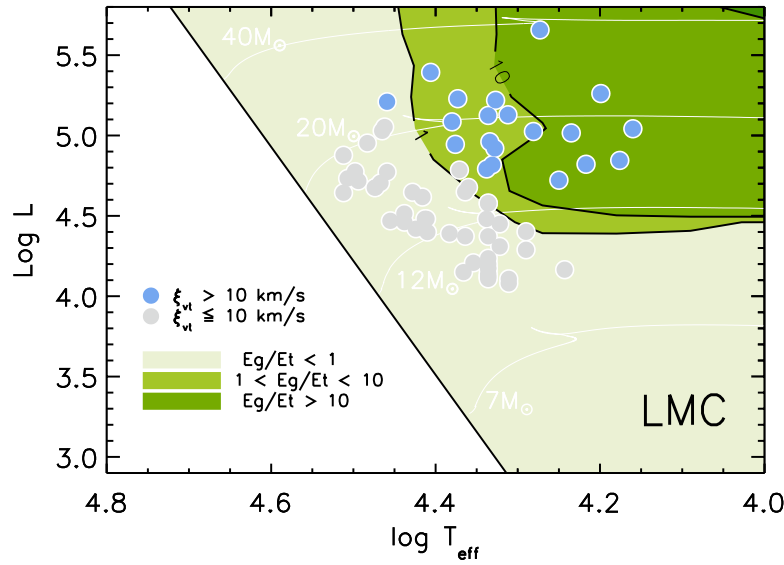 40M⊙
5.5
10
5.0
20M⊙
1
4.5
Log L
4.0
12M⊙
ξvt > 10 km/s
ξvt ≦ 10 km/s
Eg/Et < 1
1 < Eg/Et < 10
Eg/Et > 10
3.5
7M⊙
LMC
3.0
4.8 4.6 4.4 4.2 4.0
log Teff